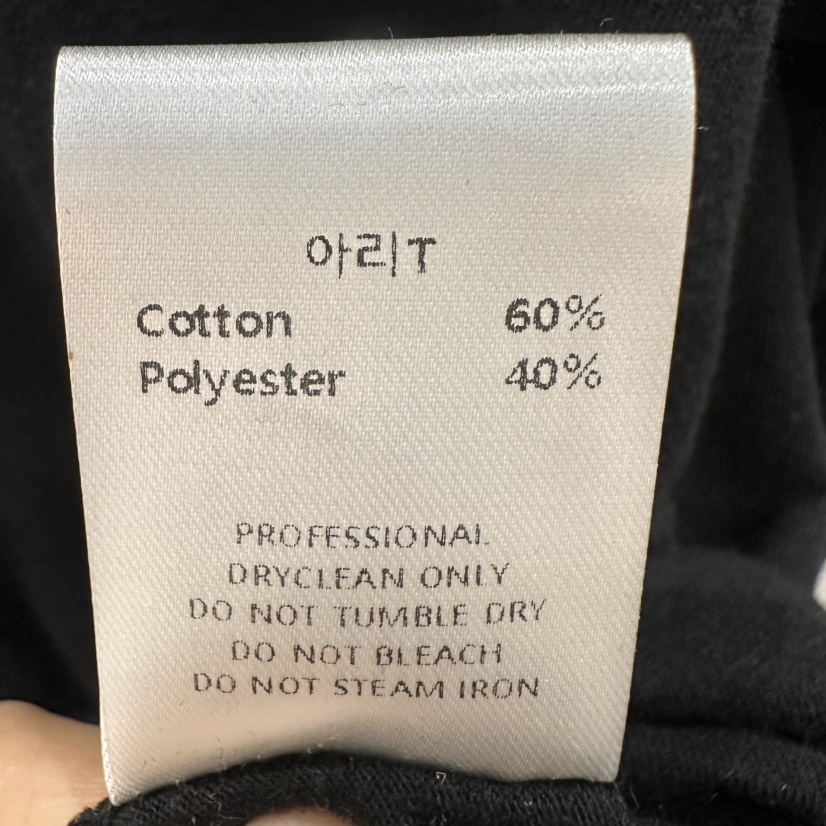 아리T
Cotton 60%
Polyester 40%
PROFESSIONAL
DRYCLEAN ONLY
DO NOT TUMBLE DRY
DO NOT BLEACH
DO NOT STEAM IRON